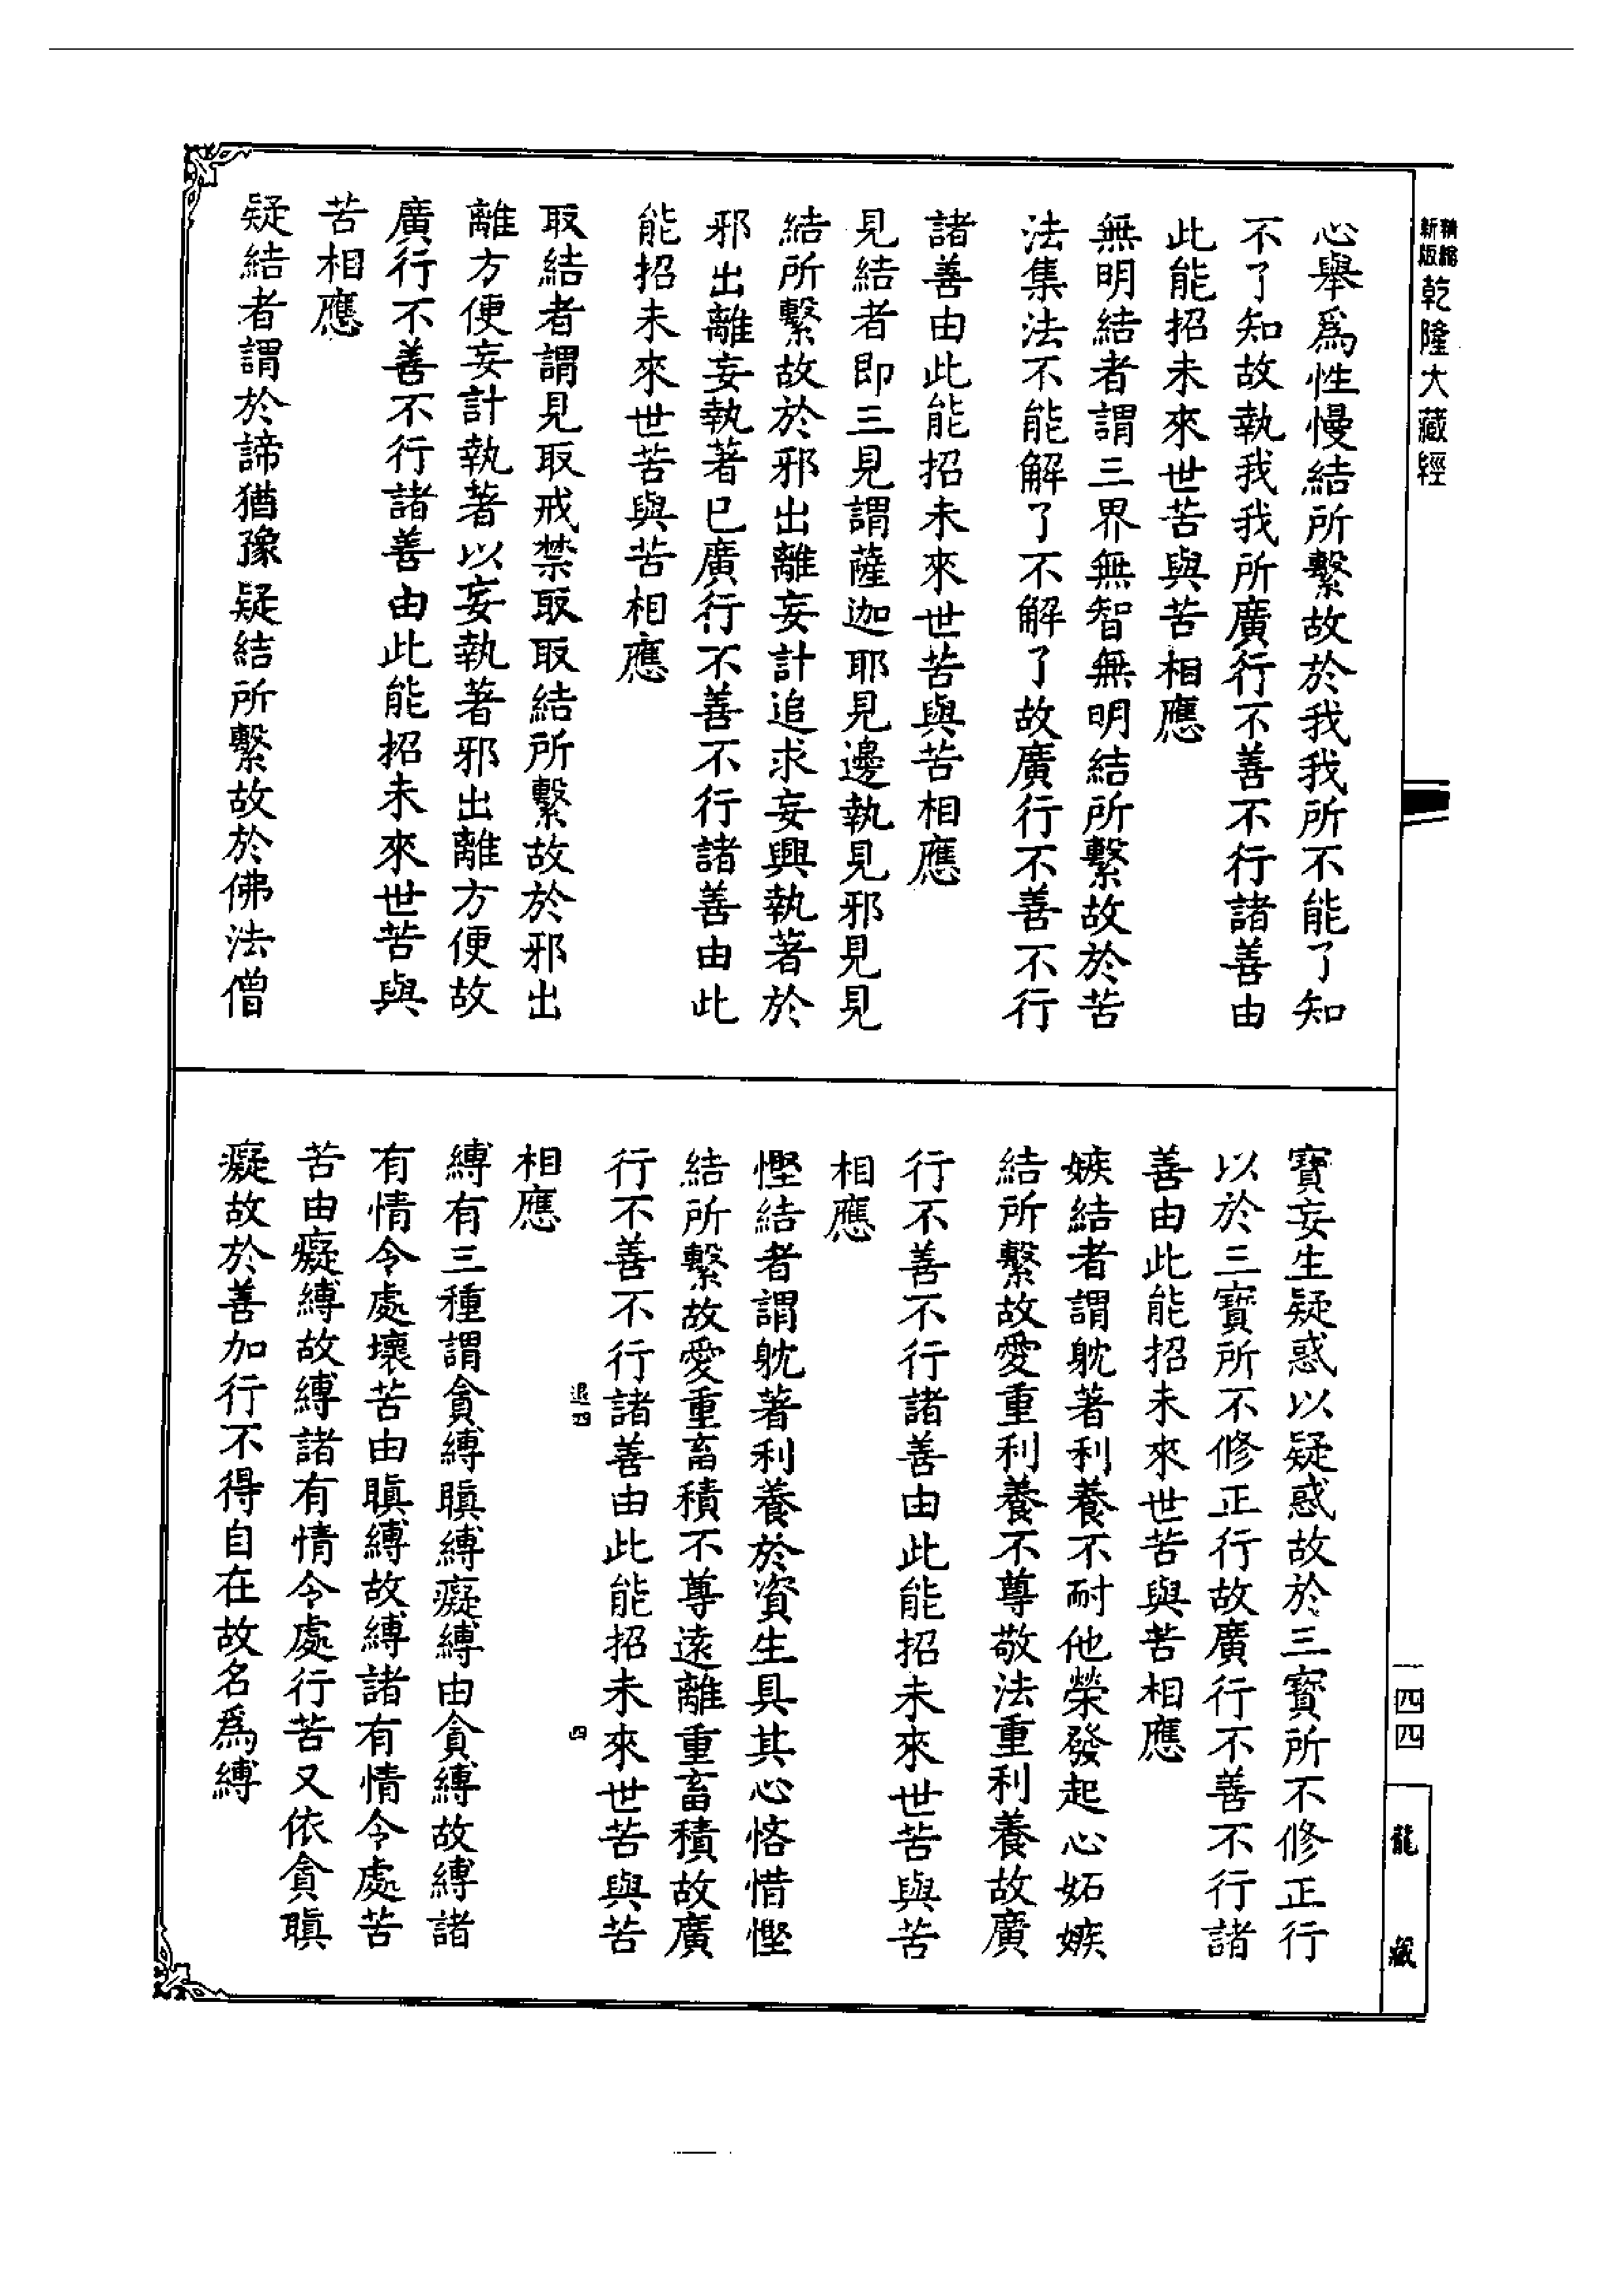 精縮
新版
乾隆大藏經
心舉爲性慢結所繫故於我我所不能了知
不了知故執我我所廣行不善不行諸善由
此能招未來世苦與苦相應
無明結者謂三界無智無明結所繫故於苦
法集法不能解了不解了故廣行不善不行
諸善由此能招未來世苦與苦相應
見結者即三見謂薩迦耶見邊執見邪見見
結所繫故於邪出離妄計追求妄興執著於
邪出離妄執著已廣行不善不行諸善由此
能招未來世苦與苦相應
取結者謂見取戒禁取取結所繫故於邪出
離方便妄計執著以妄執著邪出離方便故
廣行不善不行諸善由此能招未來世苦與
苦相應
疑結者謂於諦猶豫疑結所繫故於佛法僧
寶妄生疑惑以疑惑故於三寶所不修正行
以於三寶所不修正行故廣行不善不行諸
善由此能招未來世苦與苦相應
嫉結者謂躭著利養不耐他榮發起心妬嫉
結所繫故愛重利養不尊敬法重利養故廣
行不善不行諸善由此能招未來世苦與苦
相應
慳結者謂躭著利養於資生具其心悋惜慳
結所繫故愛重畜積不尊遠離重畜積故廣
行不善不行諸善由此能招未來世苦與苦
退四
四
相應
縛有三種謂貪縛瞋縛癡縛由貪縛故縛諸
有情令處壞苦由瞋縛故縛諸有情令處苦
苦由癡縛故縛諸有情令處行苦又依貪瞋
癡故於善加行不得自在故名爲縛
一四四
龍藏